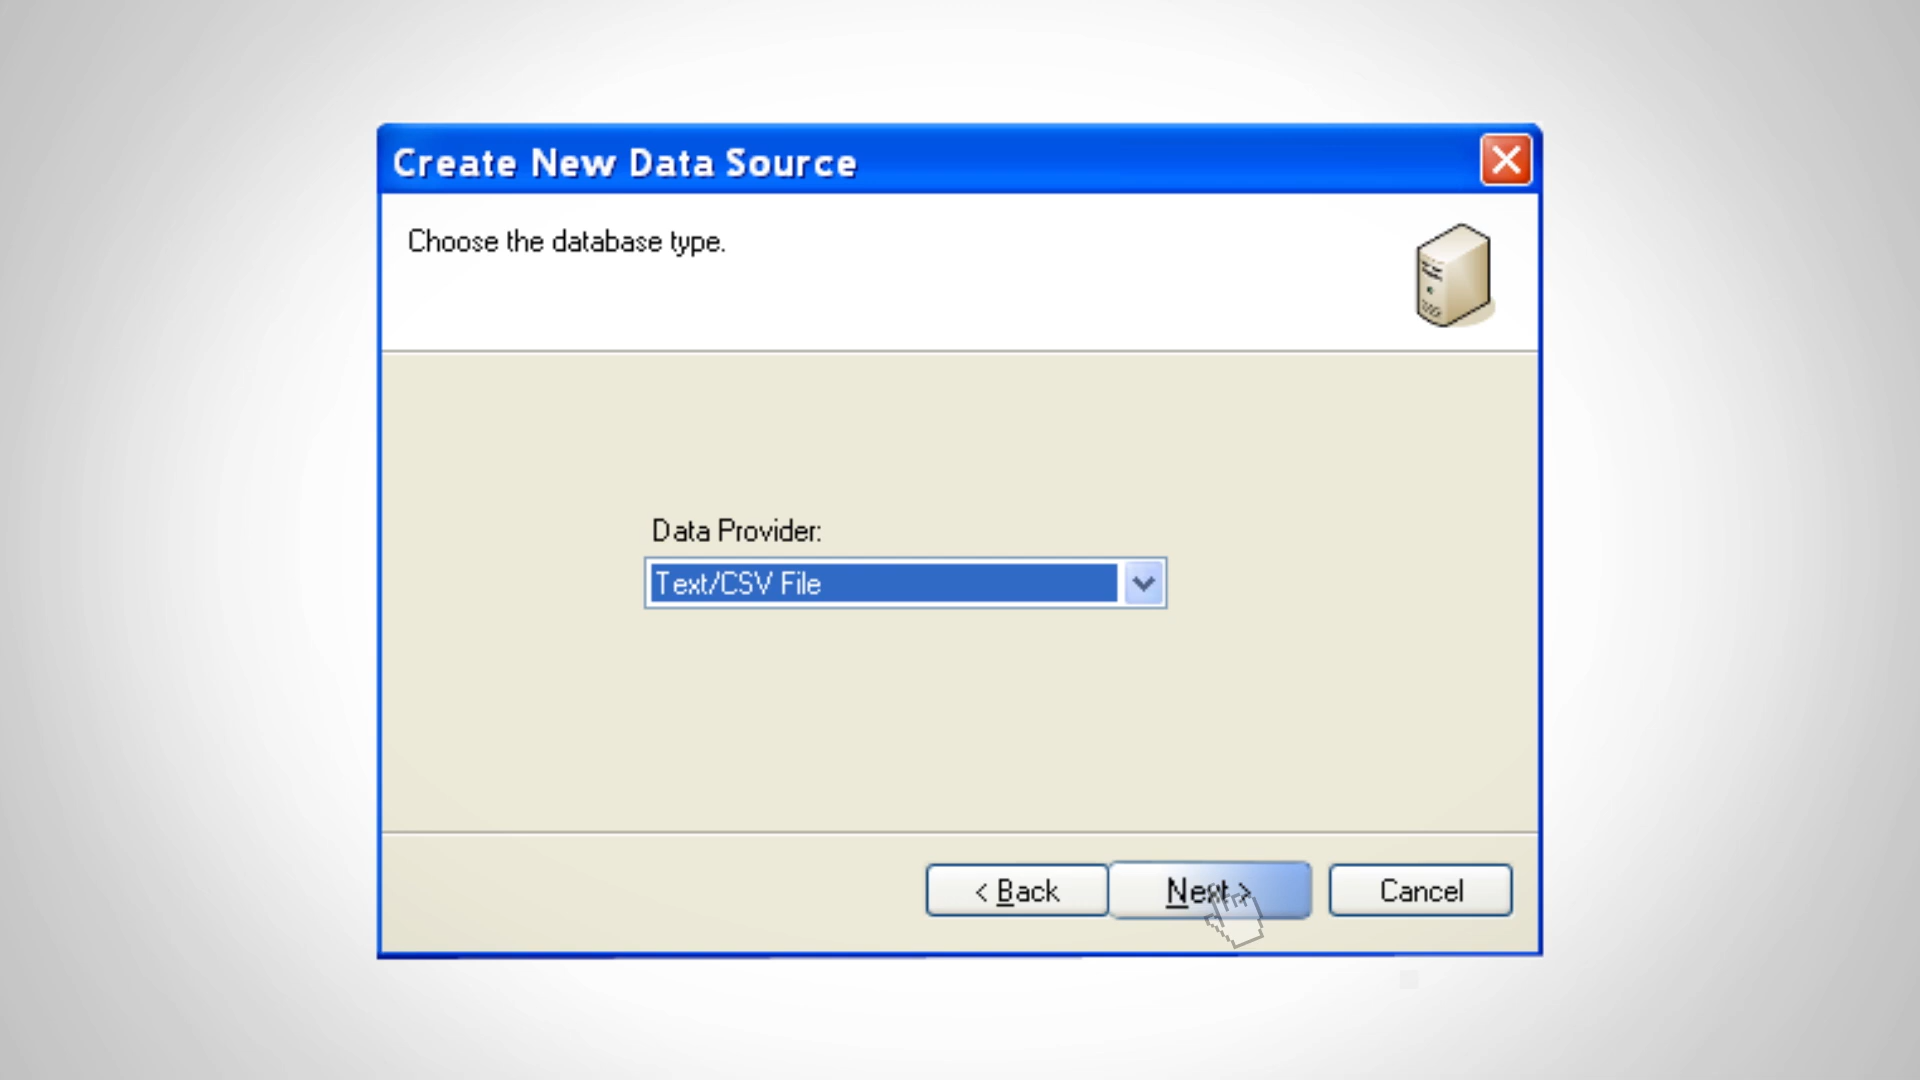 Create New Data Source
Choose the database type.
Data Provider:
Text/CSV File
< Back
Next >
Cancel